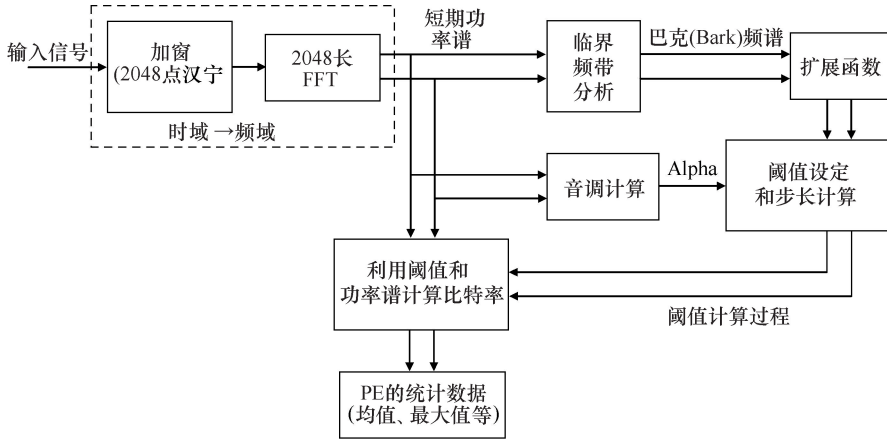 输入信号
加窗
(2048点汉宁
2048长
FFT
时域→频域
短期功
率谱
临界
频带
分析
巴克(Bark)频谱
扩展函数
音调计算
Alpha
阈值设定
和步长计算
利用阈值和
功率谱计算比特率
阈值计算过程
PE的统计数据
(均值、最大值等)